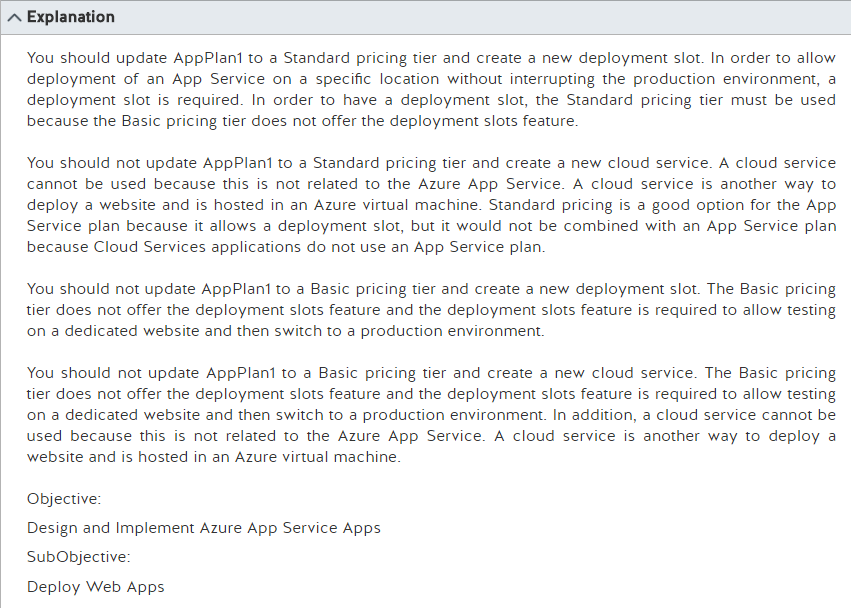 Explanation
You should update AppPlan1 to a Standard pricing tier and create a new deployment slot. In order to allow
deployment of an App Service on a specific location without interrupting the production environment, a
deployment slot is required. In order to have a deployment slot, the Standard pricing tier must be used
because the Basic pricing tier does not offer the deployment slots feature.
You should not update AppPlan1 to a Standard pricing tier and create a new cloud service. A cloud service
cannot be used because this is not related to the Azure App Service. A cloud service is another way to
deploy a website and is hosted in an Azure virtual machine. Standard pricing is a good option for the App
Service plan because it allows a deployment slot, but it would not be combined with an App Service plan
because Cloud Services applications do not use an App Service plan.
You should not update AppPlan1 to a Basic pricing tier and create a new deployment slot. The Basic pricing
tier does not offer the deployment slots feature and the deployment slots feature is required to allow testing
on a dedicated website and then switch to a production environment.
You should not update AppPlan1 to a Basic pricing tier and create a new cloud service. The Basic pricing
tier does not offer the deployment slots feature and the deployment slots feature is required to allow testing
on a dedicated website and then switch to a production environment. In addition, a cloud service cannot be
used because this is not related to the Azure App Service. A cloud service is another way to deploy a
website and is hosted in an Azure virtual machine.
Objective:
Design and Implement Azure App Service Apps
SubObjective:
Deploy Web Apps